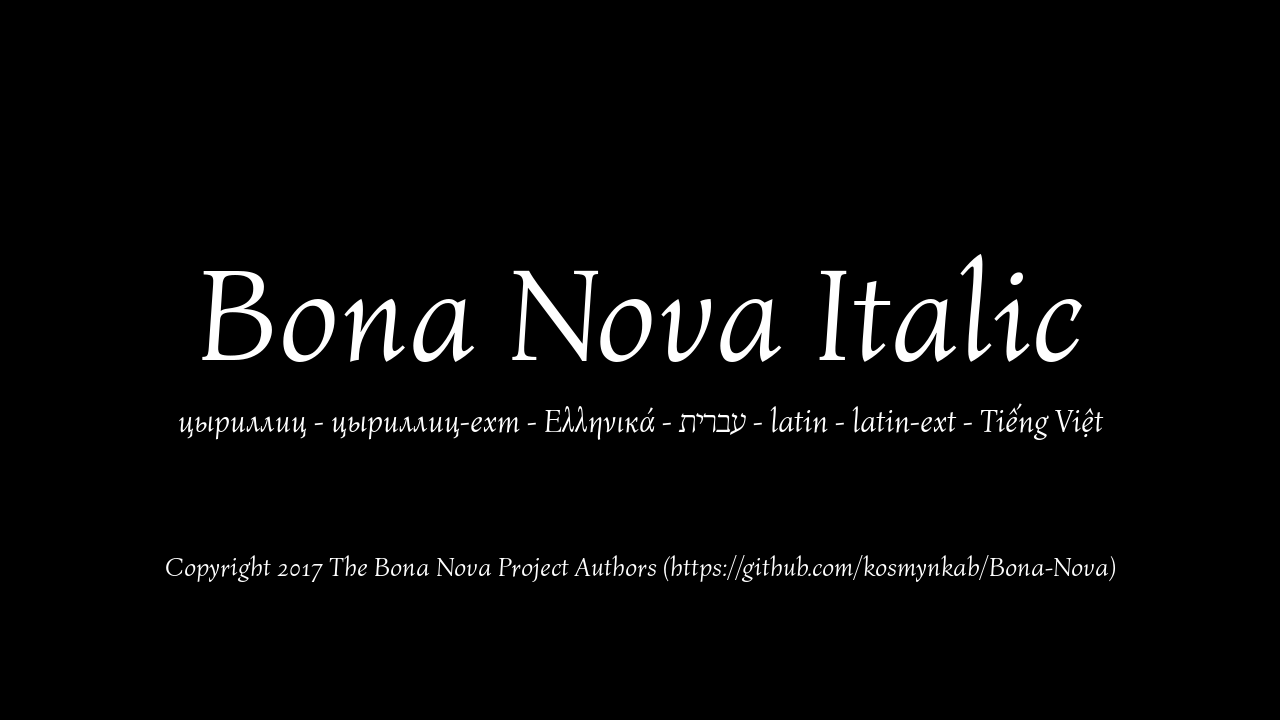 Bona Nova Italic
цыриллиц - цыриллиц-ext - Ελληνικά - עברית - latin - latin-ext - Tiếng Việt
Copyright 2017 The Bona Nova Project Authors (https://github.com/kosmynkab/Bona-Nova)